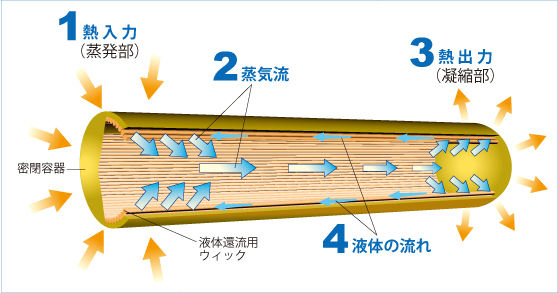 1 熱入力
(蒸発部)
2 蒸気流
3 熱出力
(凝縮部)
密閉容器
液体還流用
ウィック
4 液体の流れ